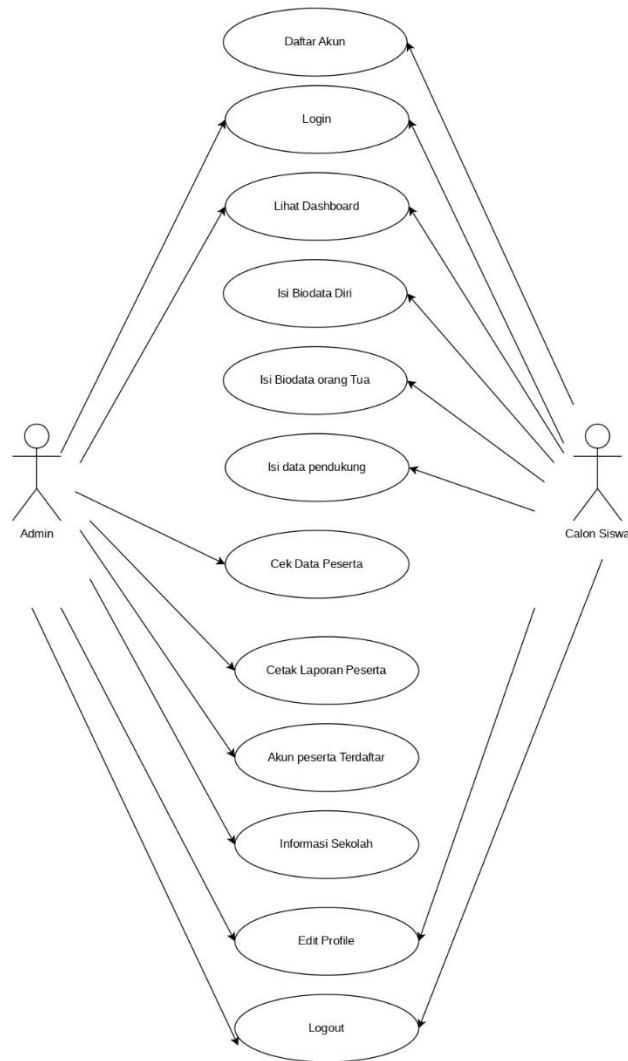 Daftar Akun
Login
Lihat Dashboard
Isi Biodata Diri
Isi Biodata orang Tua
Isi data pendukung
Admin
Calon Siswa
Cek Data Peserta
Cetak Laporan Peserta
Akun peserta Terdaftar
Informasi Sekolah
Edit Profile
Logout